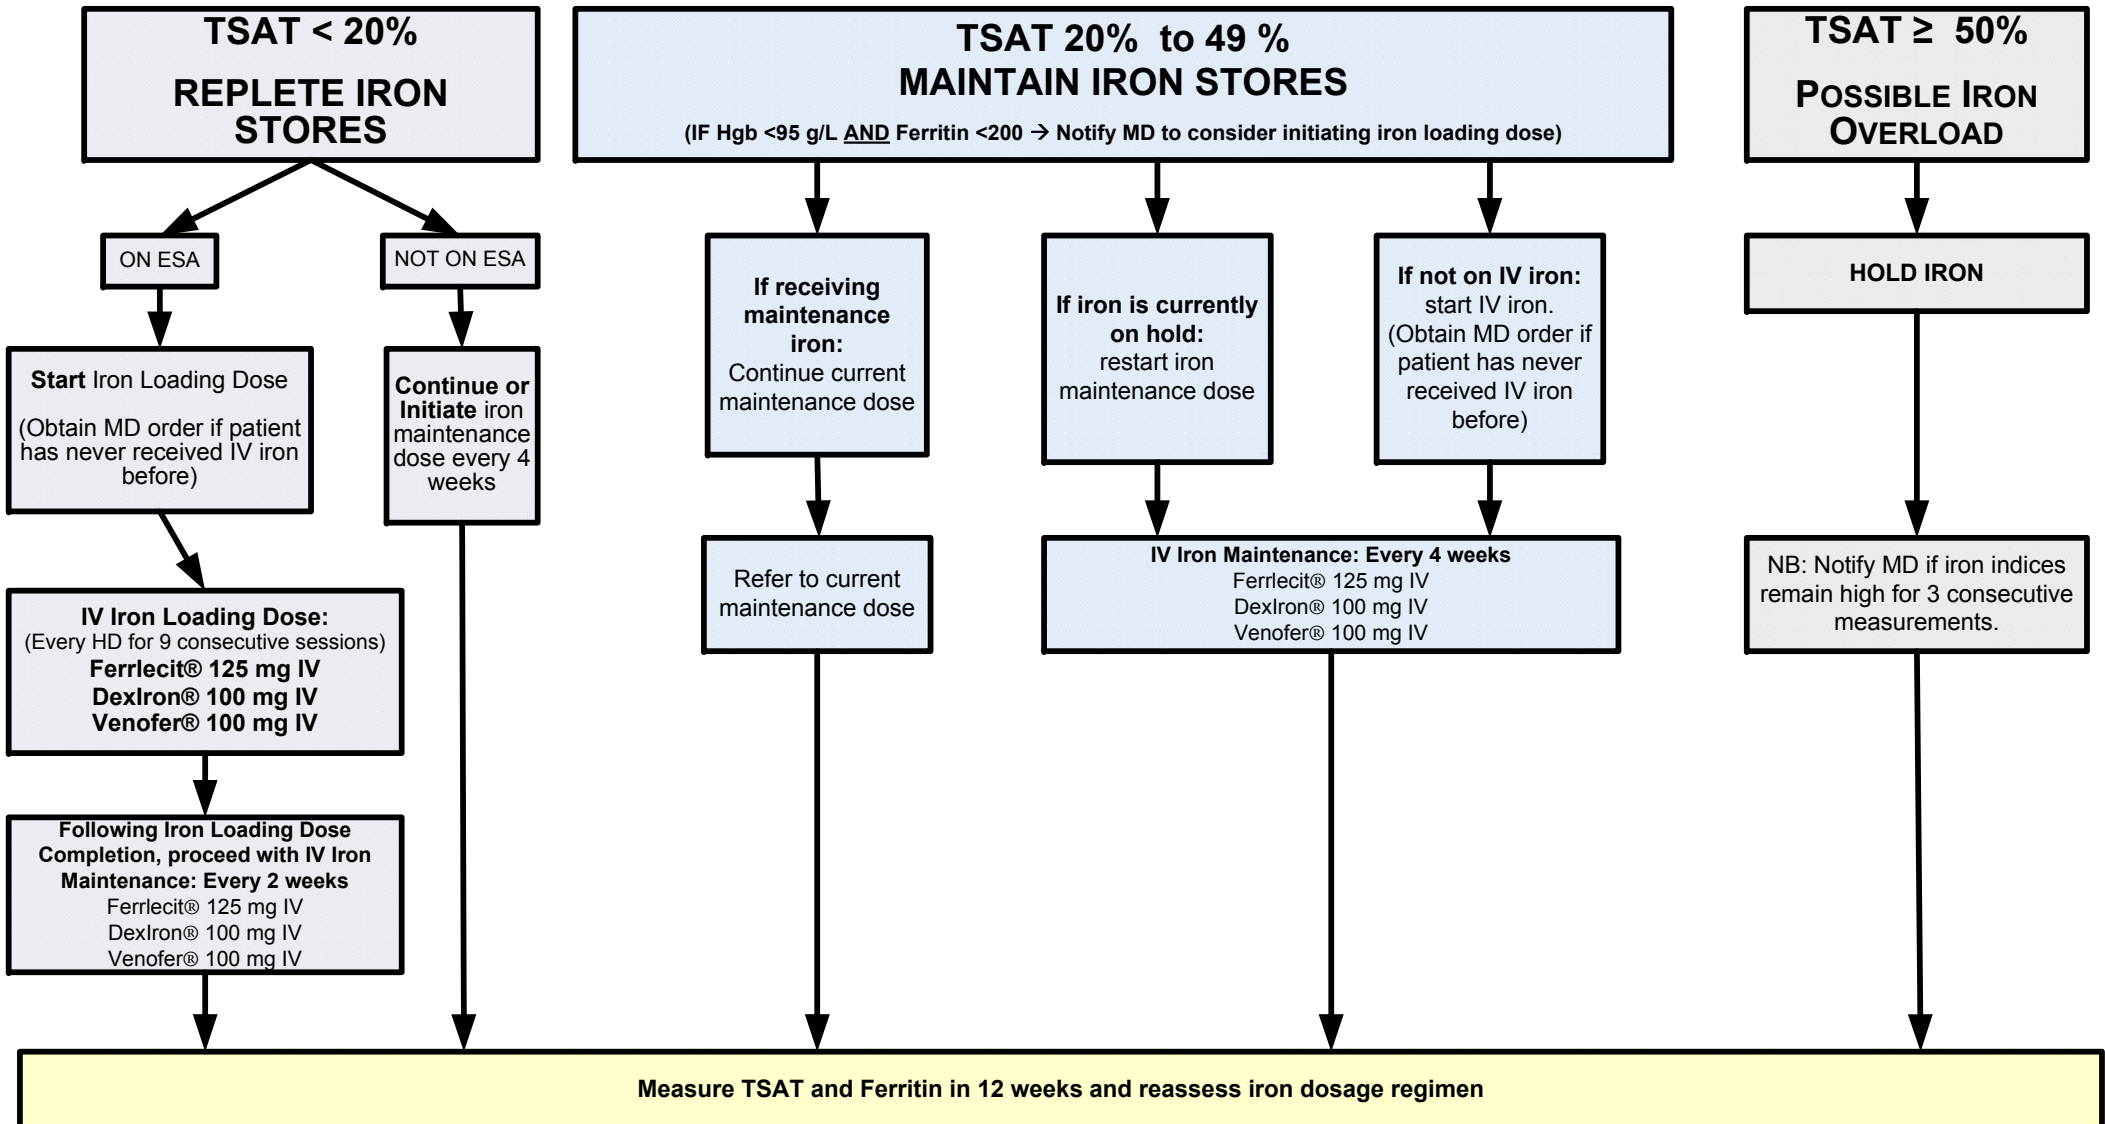 TSAT < 20%
REPLETE IRON
STORES
ON ESA
NOT ON ESA
Start Iron Loading Dose
(Obtain MD order if patient
has never received IV iron
before)
Continue or
Initiate iron
maintenance
dose every 4
weeks
IV Iron Loading Dose:
(Every HD for 9 consecutive sessions)
Ferrlecit® 125 mg IV
DexIron® 100 mg IV
Venofer® 100 mg IV
Following Iron Loading Dose
Completion, proceed with IV Iron
Maintenance: Every 2 weeks
Ferrlecit® 125 mg IV
DexIron® 100 mg IV
Venofer® 100 mg IV
TSAT 20% to 49 %
MAINTAIN IRON STORES
(IF Hgb <95 g/L AND Ferritin <200 → Notify MD to consider initiating iron loading dose)
If receiving
maintenance
iron:
Continue current
maintenance dose
Refer to current
maintenance dose
If iron is currently
on hold:
restart iron
maintenance dose
If not on IV iron:
start IV iron.
(Obtain MD order if
patient has never
received IV iron
before)
IV Iron Maintenance: Every 4 weeks
Ferrlecit® 125 mg IV
DexIron® 100 mg IV
Venofer® 100 mg IV
TSAT ≥ 50%
POSSIBLE IRON
OVERLOAD
HOLD IRON
NB: Notify MD if iron indices
remain high for 3 consecutive
measurements.
Measure TSAT and Ferritin in 12 weeks and reassess iron dosage regimen